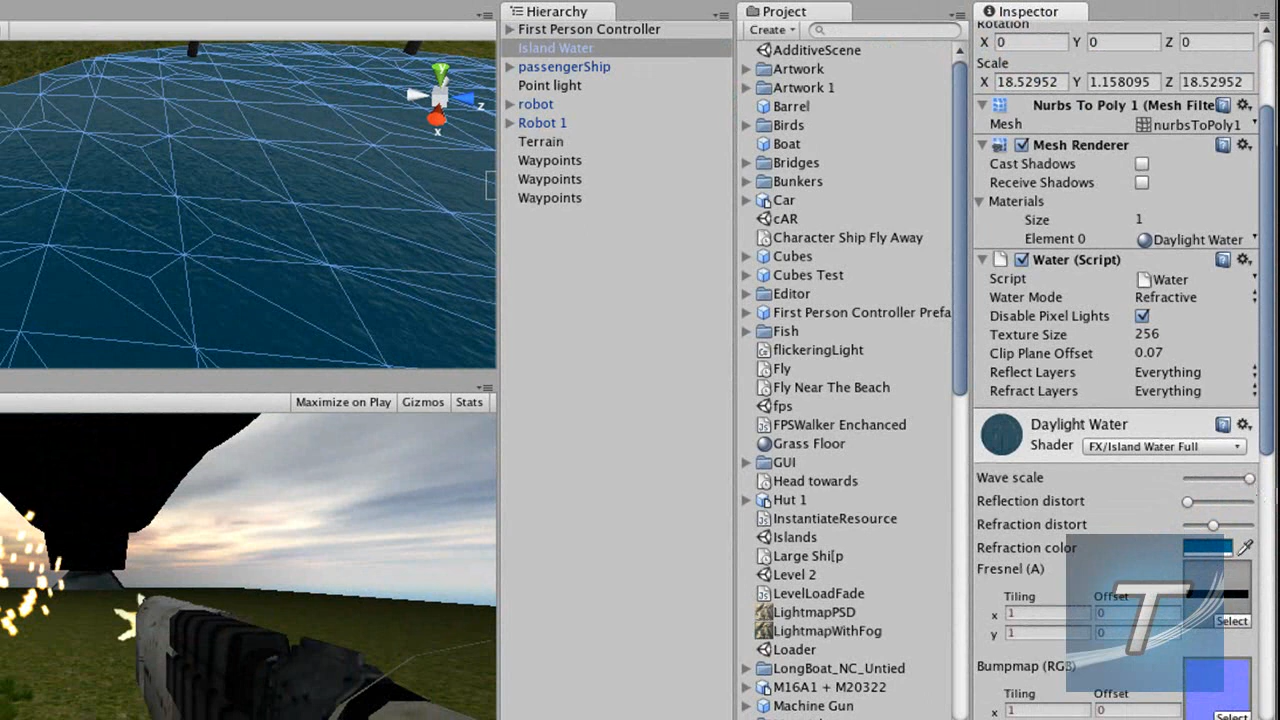 Hierarchy
First Person Controller
Island Water
passengerShip
Point light
robot
Robot 1
Terrain
Waypoints
Waypoints
Waypoints
y
z
x
Maximize on Play
Gizmos
Stats
Project
Create
AdditiveScene
Artwork
Artwork 1
Barrel
Birds
Boat
Bridges
Bunkers
Car
cAR
Character Ship Fly Away
Cubes
Cubes Test
Editor
First Person Controller Prefa
Fish
flickeringLight
Fly
Fly Near The Beach
fps
FPSWalker Enchanced
Grass Floor
GUI
Head towards
Hut 1
InstantiateResource
Islands
Large Shi[p
Level 2
LevelLoadFade
LightmapPSD
LightmapWithFog
Loader
LongBoat_NC_Untied
M16A1 + M20322
Machine Gun
Inspector
Rotation
X 0 Y 0 Z 0
Scale
X 18.52952 Y 1.158095 Z 18.52952
Nurbs To Poly 1 (Mesh Filte
Mesh nurbsToPoly1
Mesh Renderer
Cast Shadows
Receive Shadows
Materials
Size 1
Element 0 Daylight Water
Water (Script)
Script Water
Water Mode Refractive
Disable Pixel Lights
Texture Size 256
Clip Plane Offset 0.07
Reflect Layers Everything
Refract Layers Everything
Daylight Water
Shader FX/Island Water Full
Wave scale
Reflection distort
Refraction distort
Refraction color
Fresnel (A)
Tiling Offset
x 1 0
y 1 0
Select
T
Bumpmap (RGB)
Tiling Offset
x 1 0
Select